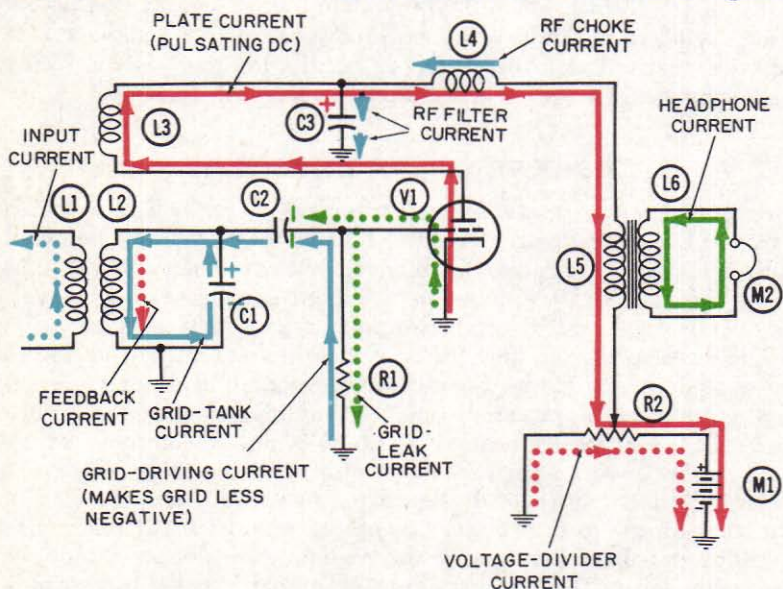 PLATE CURRENT
(PULSATING DC)
L4
RF CHOKE
CURRENT
+
C3
RF FILTER
CURRENT
HEADPHONE
CURRENT
INPUT
CURRENT
L3
L1
L2
C2
V1
L6
+
C1
L5
M2
R1
FEEDBACK
CURRENT
GRID-TANK
CURRENT
GRID-
LEAK
CURRENT
R2
GRID-DRIVING CURRENT
(MAKES GRID LESS
NEGATIVE)
+
-
M1
VOLTAGE-DIVIDER
CURRENT